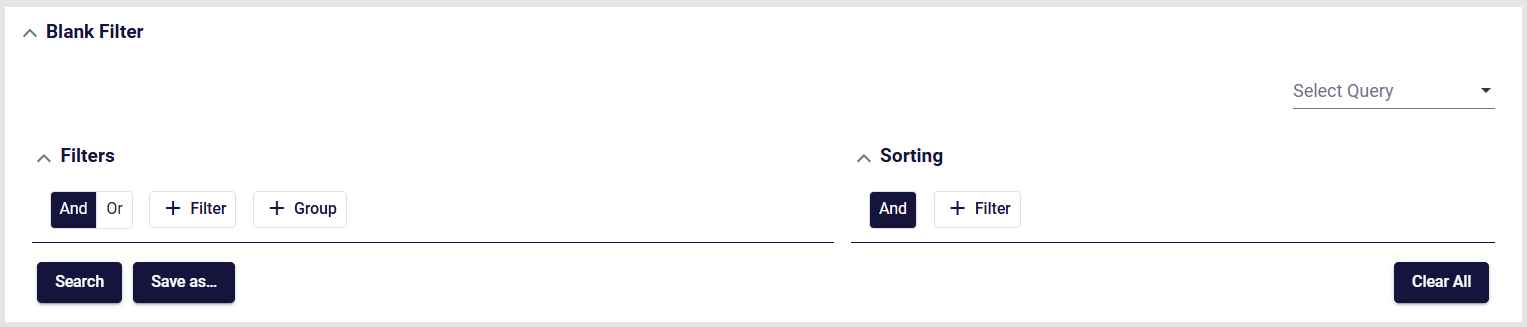 Blank Filter
Select Query
Filters
Sorting
And Or + Filter + Group
And + Filter
Search Save as... Clear All